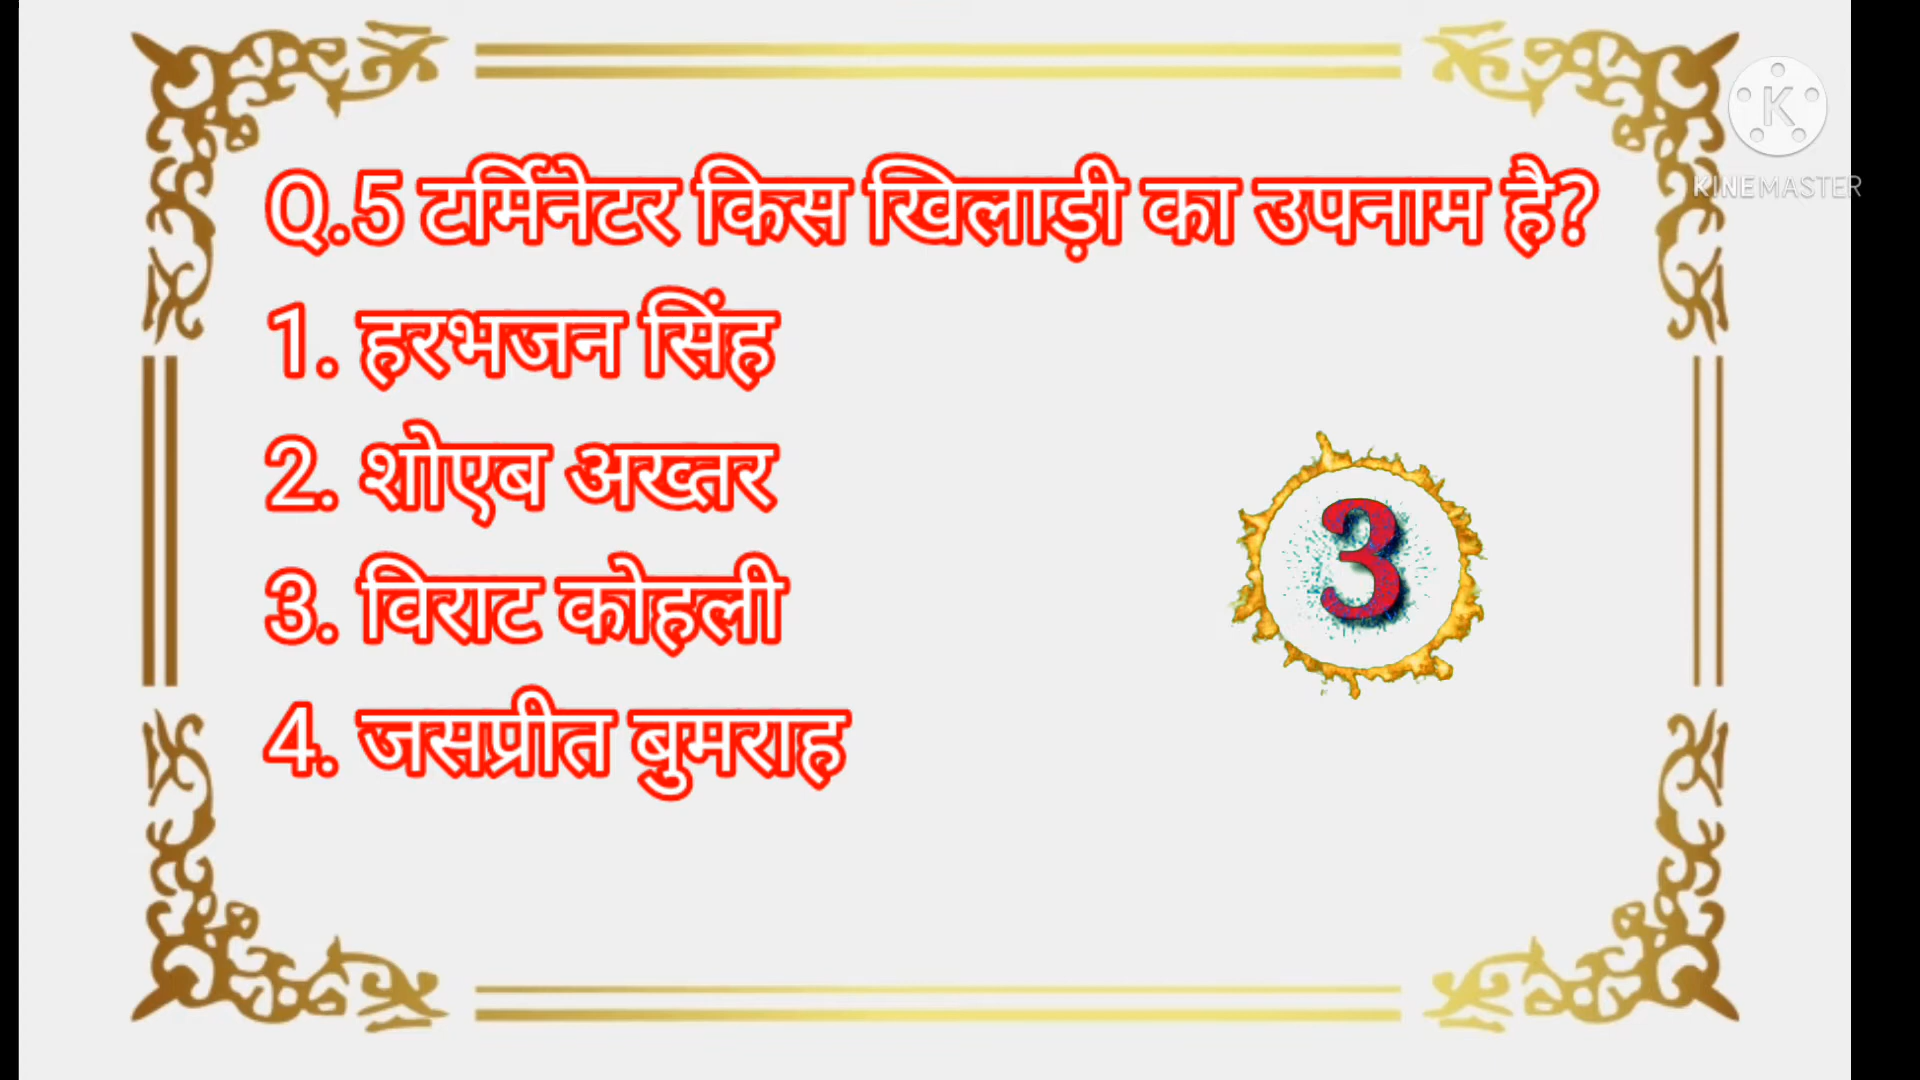 Q.5 टर्मिनेटर किस खिलाड़ी का उपनाम है?
1. हरभजन सिंह
2. शोएब अख्तर
3. विराट कोहली
4. जसप्रीत बुमराह
3
K
KINEMASTER